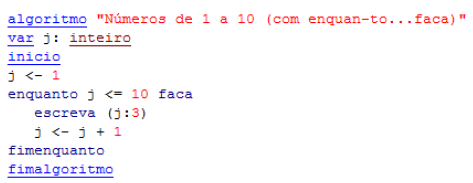 algoritmo "Números de 1 a 10 (com enquan-to...faca)"
var j: inteiro
inicio
j <- 1
enquanto j <= 10 faca
escreva (j:3)
j <- j + 1
fimenquanto
fimalgoritmo